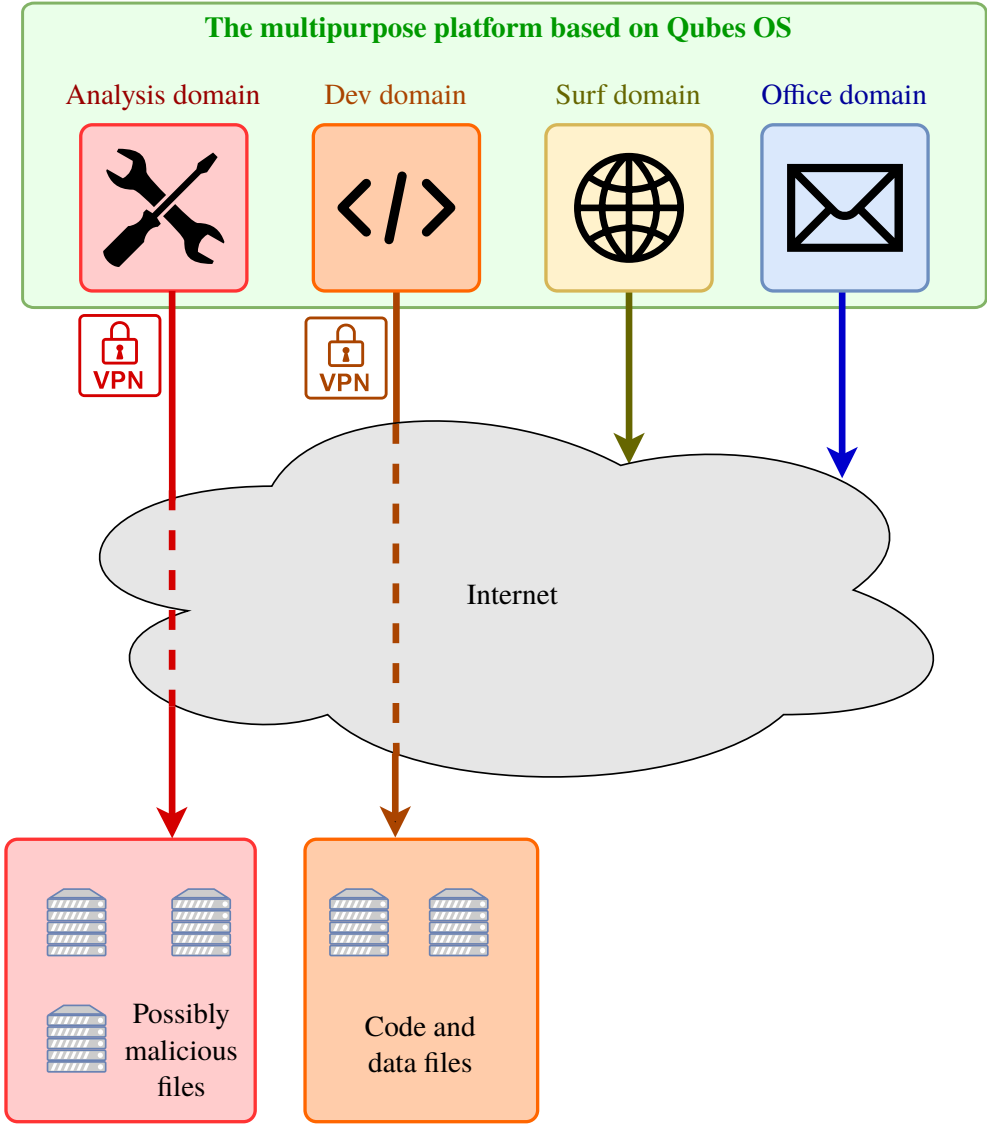 The multipurpose platform based on Qubes OS
Analysis domain
Dev domain
Surf domain
Office domain
VPN
VPN
Internet
Possibly
malicious
files
Code and
data files